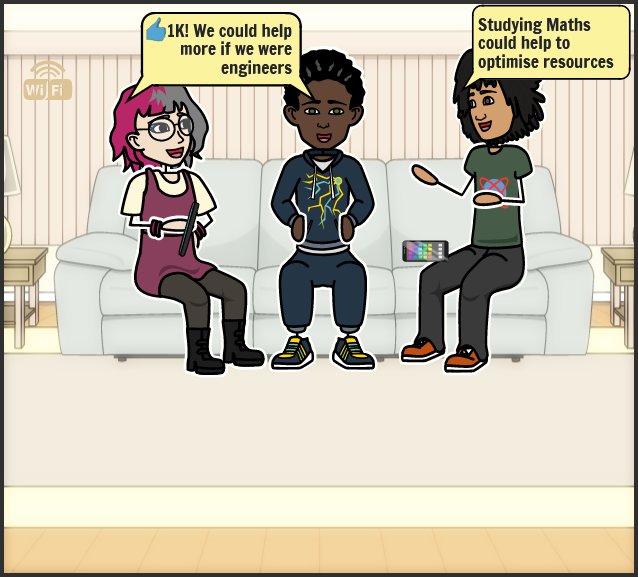 1K! We could help
more if we were
engineers
Studying Maths
could help to
optimise resources
Wi Fi